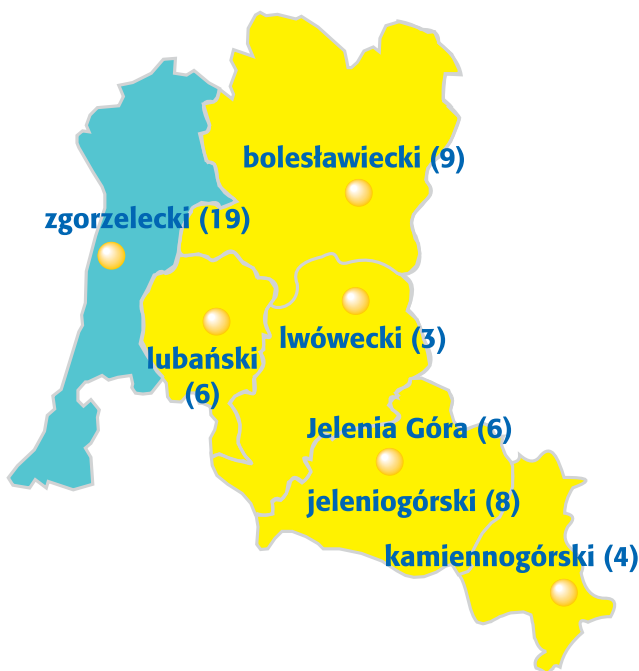 bolesławiecki (9)
zgorzelecki (19)
lwówecki (3)
lubański
(6)
Jelenia Góra (6)
jeleniogórski (8)
kamiennogórski (4)